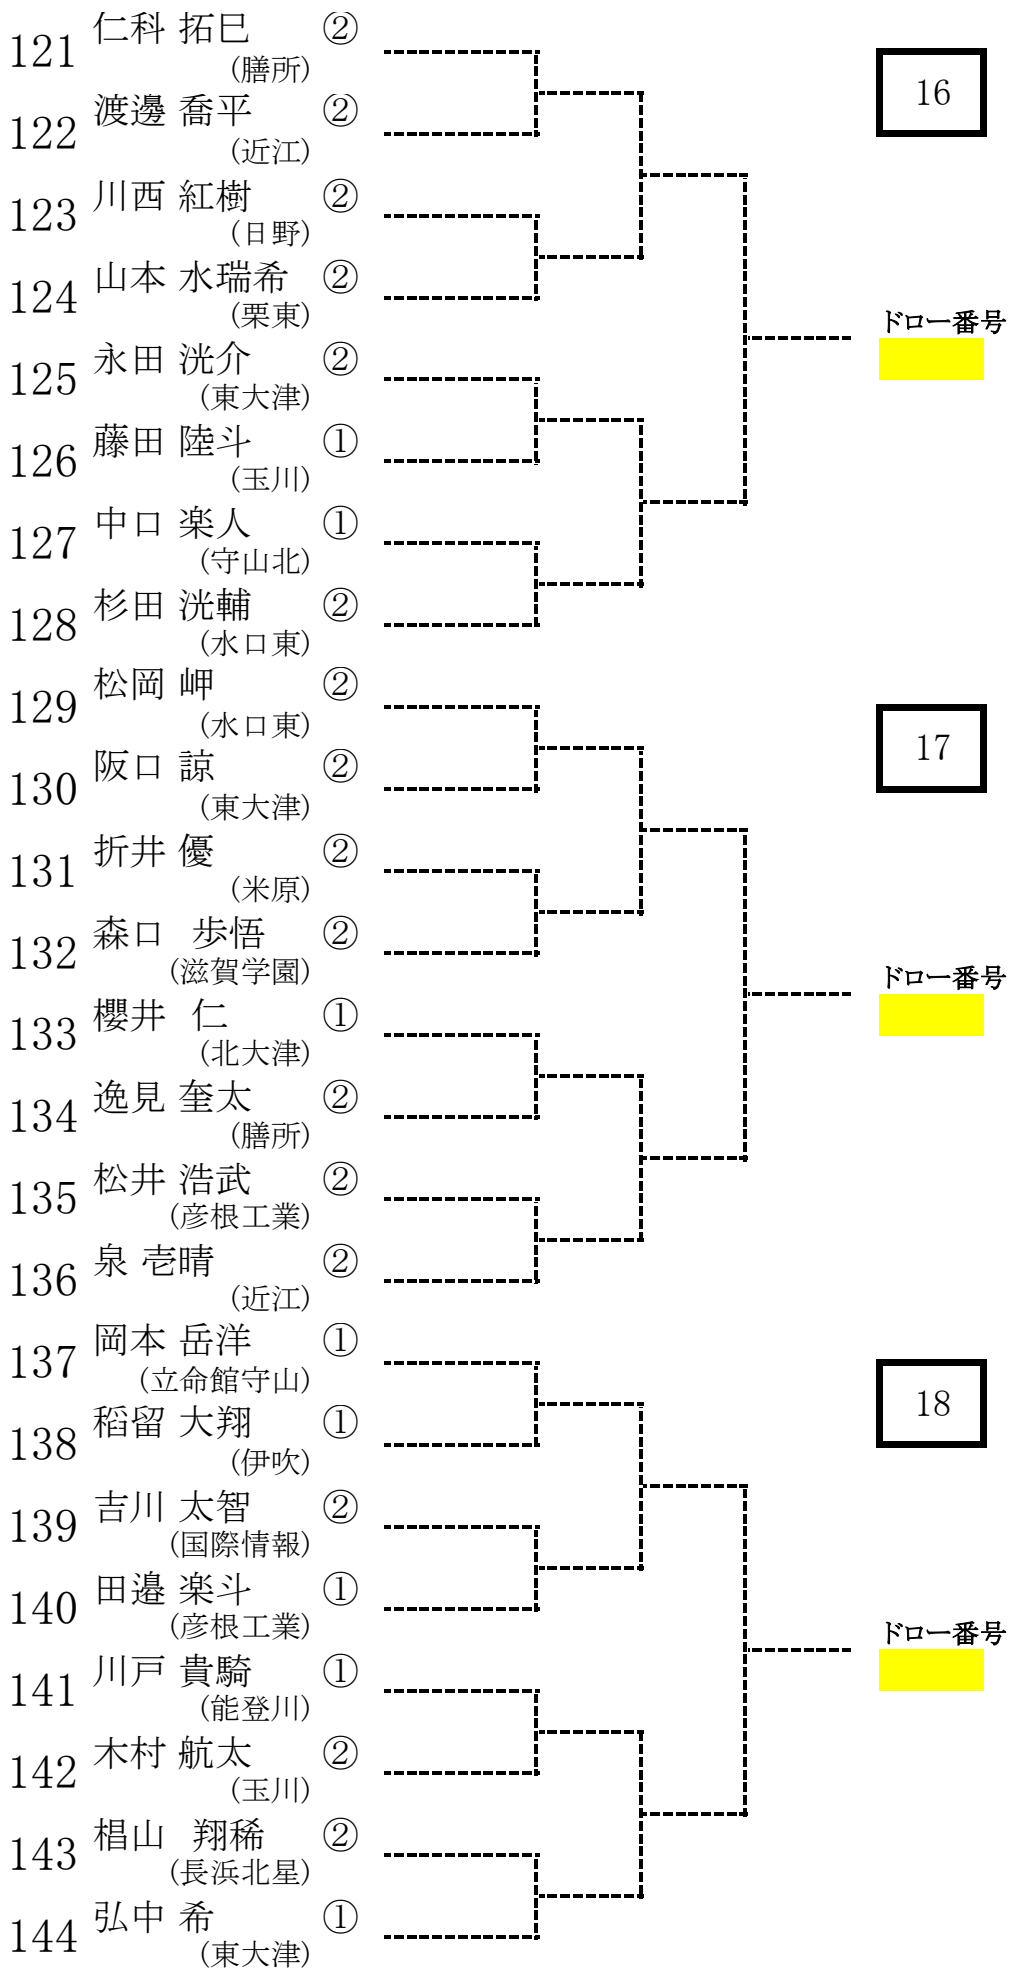 121 仁科 拓巳 ②
(膳所)
16
122 渡邊 喬平 ②
(近江)
123 川西 紅樹 ②
(日野)
124 山本 水瑞希 ②
(栗東)
ドロー番号
125 永田 洸介 ②
(東大津)
126 藤田 陸斗 ①
(玉川)
127 中口 楽人 ①
(守山北)
128 杉田 洸輔 ②
(水口東)
129 松岡 岬 ②
(水口東)
17
130 阪口 諒 ②
(東大津)
131 折井 優 ②
(米原)
132 森口 歩悟 ②
(滋賀学園)
ドロー番号
133 櫻井 仁 ①
(北大津)
134 逸見 奎太 ②
(膳所)
135 松井 浩武 ②
(彦根工業)
136 泉 壱晴 ②
(近江)
137 岡本 岳洋 ①
(立命館守山)
18
138 稻留 大翔 ①
(伊吹)
139 吉川 太智 ②
(国際情報)
140 田邉 楽斗 ①
(彦根工業)
ドロー番号
141 川戸 貴騎 ①
(能登川)
142 木村 航太 ②
(玉川)
143 椙山 翔稀 ②
(長浜北星)
144 弘中 希 ①
(東大津)